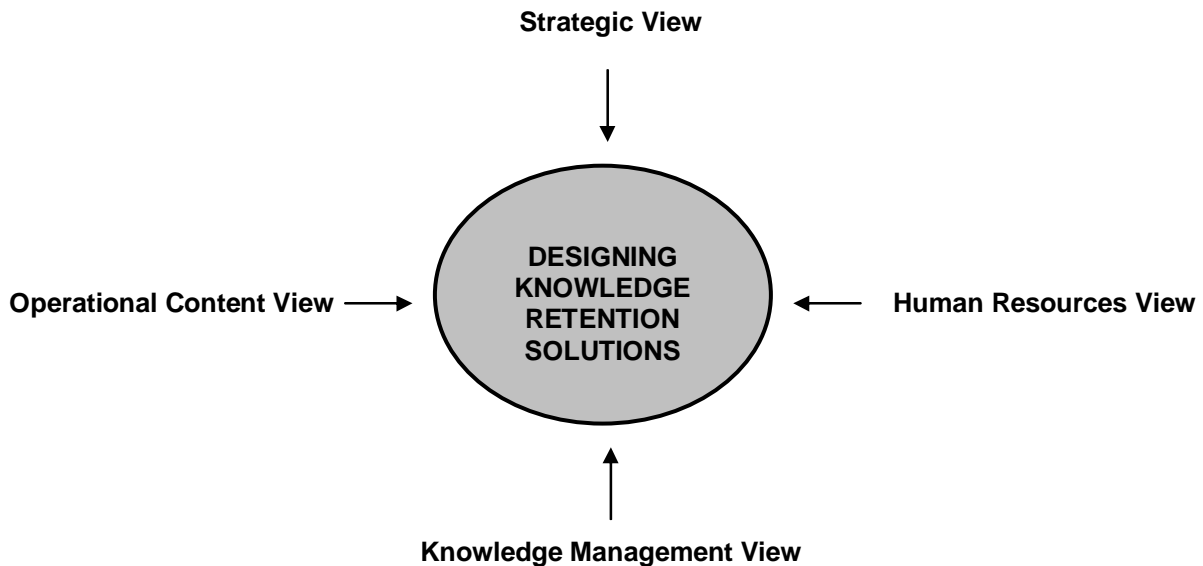 Strategic View
DESIGNING
KNOWLEDGE
RETENTION
SOLUTIONS
Operational Content View
Human Resources View
Knowledge Management View